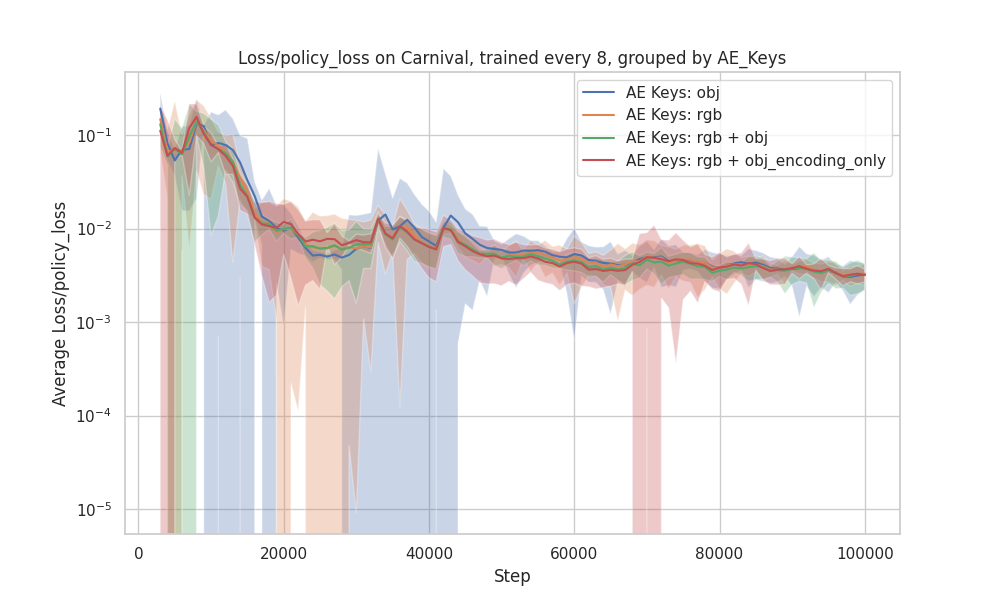 Loss/policy_loss on Carnival, trained every 8, grouped by AE_Keys
AE Keys: obj
AE Keys: rgb
AE Keys: rgb + obj
AE Keys: rgb + obj_encoding_only
Average Loss/policy_loss
10⁻¹
10⁻²
10⁻³
10⁻⁴
10⁻⁵
0 20000 40000 60000 80000 100000
Step